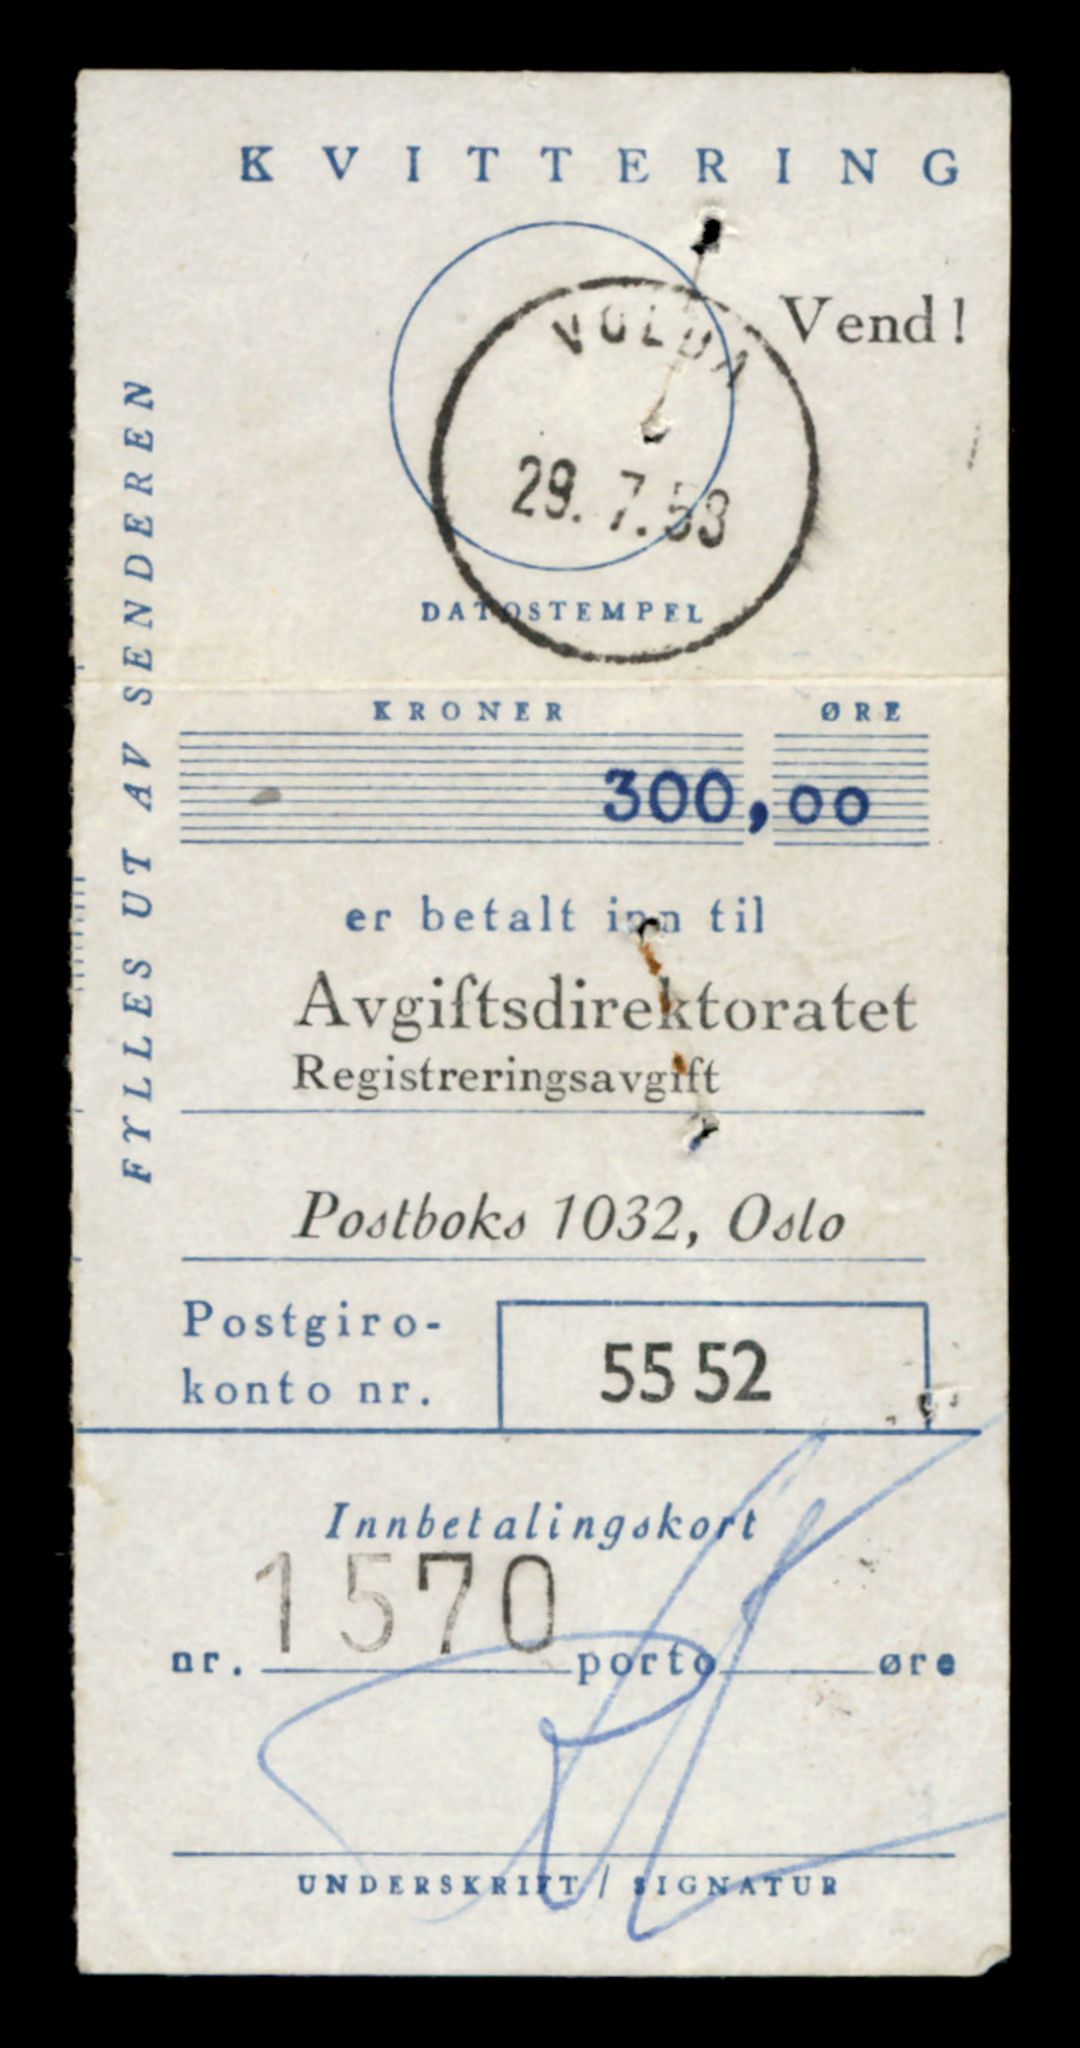 KVITTERING
Vend!
VOLDA
29.7.53
DATOSTEMPEL
FYLLES UT AV SENDEREN
KRONER ØRE
300,00
er betalt inn til
Avgiftsdirektoratet
Registreringsavgift
Postboks 1032, Oslo
Postgiro-
konto nr. 55 52
Innbetalingskort
nr. 1570 porto øre
UNDERSKRIFT / SIGNATUR